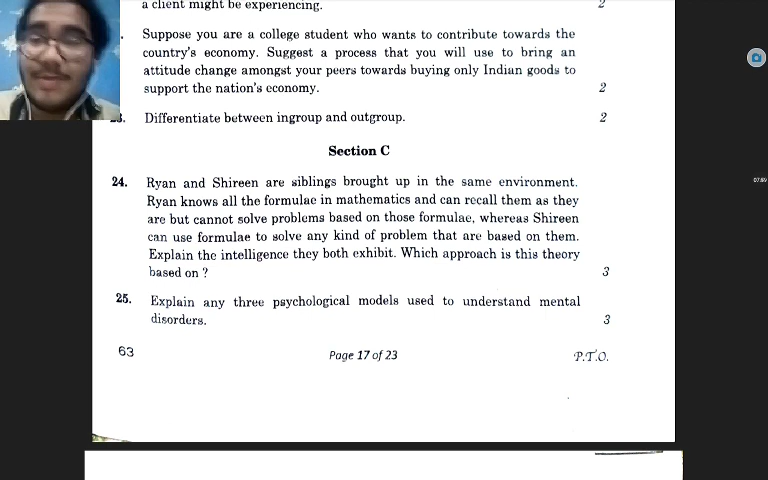 a client might be experiencing.
2
Suppose you are a college student who wants to contribute towards the
country's economy. Suggest a process that you will use to bring an
attitude change amongst your peers towards buying only Indian goods to
support the nation's economy.
2
Differentiate between ingroup and outgroup.
2
Section C
24. Ryan and Shireen are siblings brought up in the same environment.
Ryan knows all the formulae in mathematics and can recall them as they
are but cannot solve problems based on those formulae, whereas Shireen
can use formulae to solve any kind of problem that are based on them.
Explain the intelligence they both exhibit. Which approach is this theory
based on ?
3
25. Explain any three psychological models used to understand mental
disorders.
3
63
Page 17 of 23
P.T.O.